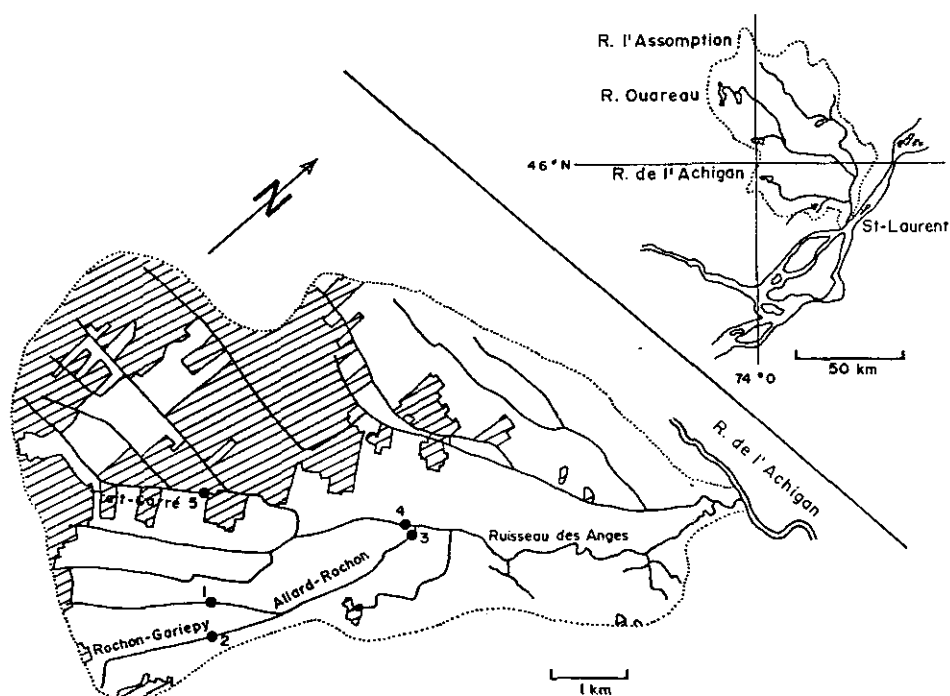 R. l'Assomption
R. Ouareau
46° N
R. de l'Achigan
St-Laurent
74° O
50 km
N
R. de l'Achigan
5
4
3
Ruisseau des Anges
1
Allard-Rochon
Rochon-Gariepy
2
1 km